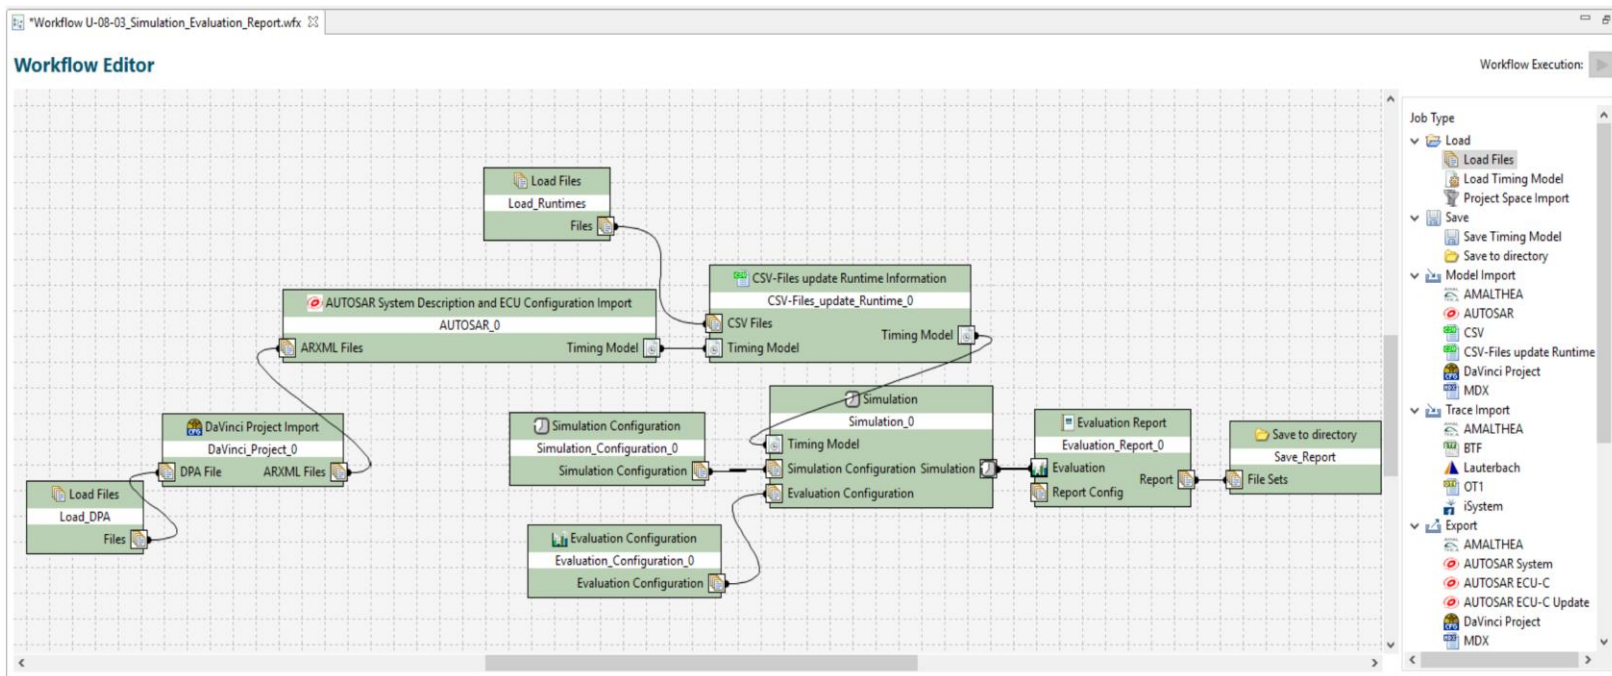 *Workflow U-08-03_Simulation_Evaluation_Report.wfx
Workflow Editor
Workflow Execution:
Load Files
Load_Runtimes
Files
AUTOSAR System Description and ECU Configuration Import
AUTOSAR_0
ARXML Files Timing Model
CSV-Files update Runtime Information
CSV-Files_update_Runtime_0
CSV Files
Timing Model Timing Model
DaVinci Project Import
DaVinci_Project_0
DPA File ARXML Files
Load Files
Load_DPA
Files
Simulation Configuration
Simulation_Configuration_0
Simulation Configuration
Simulation
Simulation_0
Timing Model
Simulation Configuration Simulation
Evaluation Configuration
Evaluation Configuration
Evaluation_Configuration_0
Evaluation Configuration
Evaluation Report
Evaluation_Report_0
Evaluation
Report
Report Config
Save to directory
Save_Report
File Sets
Job Type
Load
Load Files
Load Timing Model
Project Space Import
Save
Save Timing Model
Save to directory
Model Import
AMALTHEA
AUTOSAR
CSV
CSV-Files update Runtime
DaVinci Project
MDX
Trace Import
AMALTHEA
BTF
Lauterbach
OT1
iSystem
Export
AMALTHEA
AUTOSAR System
AUTOSAR ECU-C
AUTOSAR ECU-C Update
DaVinci Project
MDX